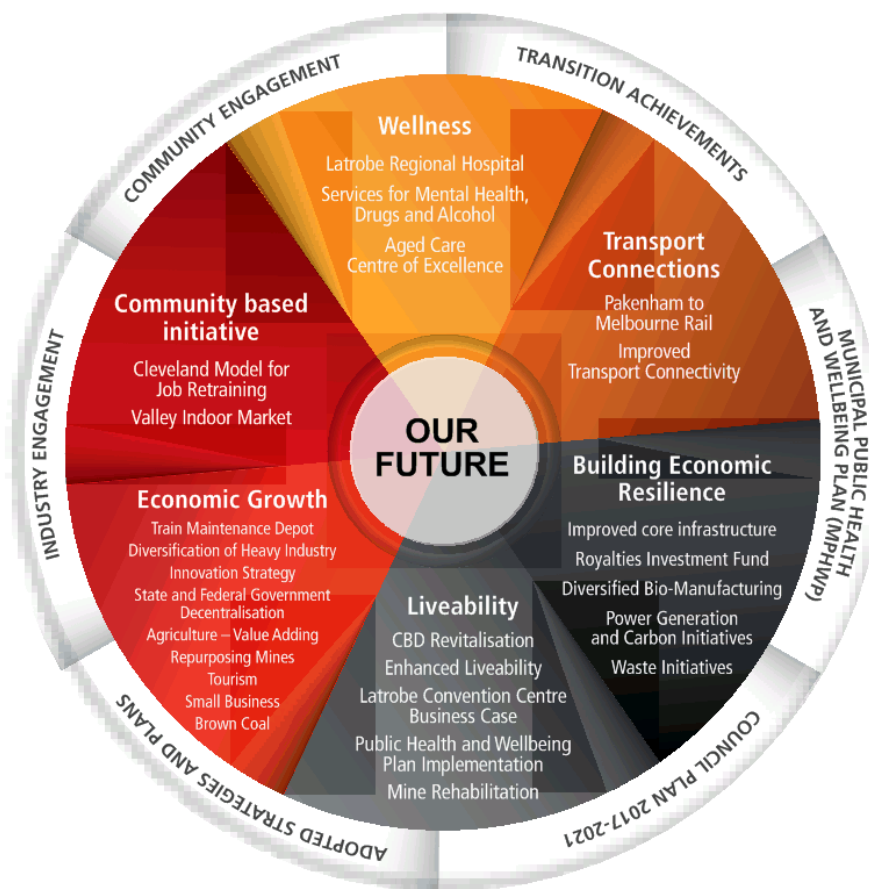 COMMUNITY ENGAGEMENT
TRANSITION ACHIEVEMENTS
MUNICIPAL PUBLIC HEALTH
AND WELLBEING PLAN (MPHWP)
COUNCIL PLAN 2017-2021
ADOPTED STRATEGIES AND PLANS
INDUSTRY ENGAGEMENT
Wellness
Latrobe Regional Hospital
Services for Mental Health,
Drugs and Alcohol
Aged Care
Centre of Excellence
Transport
Connections
Pakenham to
Melbourne Rail
Improved
Transport Connectivity
Building Economic
Resilience
Improved core infrastructure
Royalties Investment Fund
Diversified Bio-Manufacturing
Power Generation
and Carbon Initiatives
Waste Initiatives
Liveability
CBD Revitalisation
Enhanced Liveability
Latrobe Convention Centre
Business Case
Public Health and Wellbeing
Plan Implementation
Mine Rehabilitation
Economic Growth
Train Maintenance Depot
Diversification of Heavy Industry
Innovation Strategy
State and Federal Government
Decentralisation
Agriculture – Value Adding
Repurposing Mines
Tourism
Small Business
Brown Coal
Community based
initiative
Cleveland Model for
Job Retraining
Valley Indoor Market
OUR
FUTURE